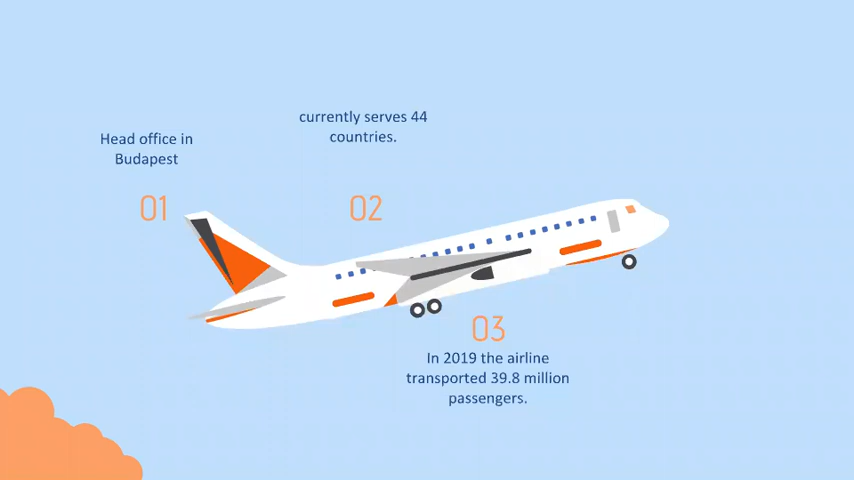 Head office in
Budapest
01
currently serves 44
countries.
02
03
In 2019 the airline
transported 39.8 million
passengers.